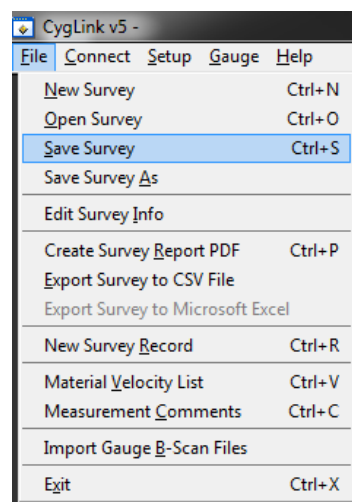 CygLink v5 -
File Connect Setup Gauge Help
New Survey Ctrl+N
Open Survey Ctrl+O
Save Survey Ctrl+S
Save Survey As
Edit Survey Info
Create Survey Report PDF Ctrl+P
Export Survey to CSV File
Export Survey to Microsoft Excel
New Survey Record Ctrl+R
Material Velocity List Ctrl+V
Measurement Comments Ctrl+C
Import Gauge B-Scan Files
Exit Ctrl+X